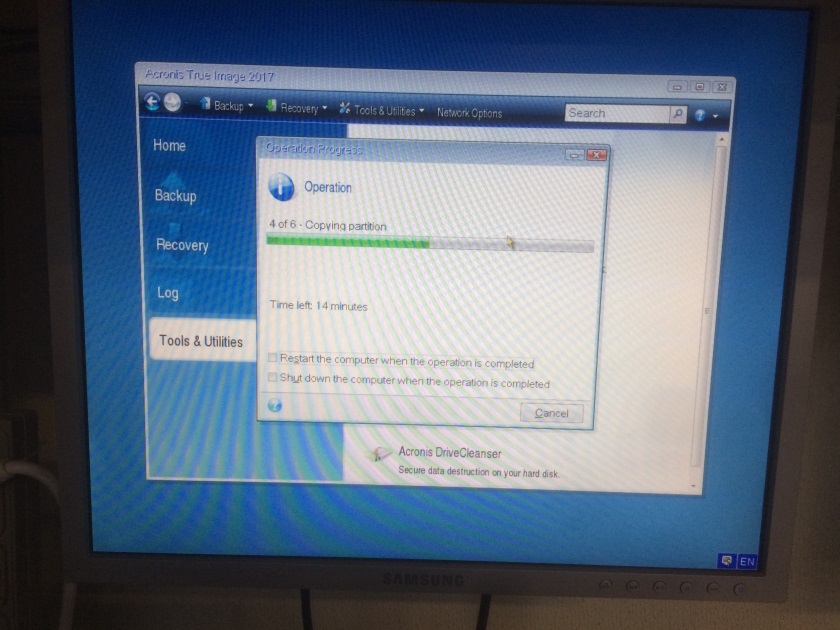 Acronis True Image 2017
Backup
Recovery
Tools & Utilities
Network Options
Search
Home
Backup
Recovery
Log
Tools & Utilities
Operation Progress
Operation
4 of 6 - Copying partition
Time left: 14 minutes
Restart the computer when the operation is completed
Shut down the computer when the operation is completed
Cancel
Acronis DriveCleanser
Secure data destruction on your hard disk.
EN
SAMSUNG